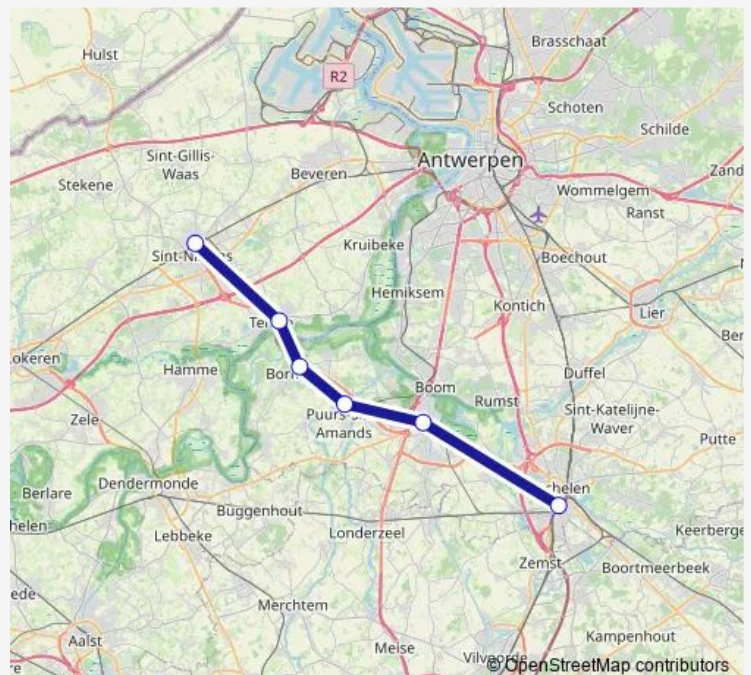 Brasschaat
Hulst
R2
Schoten
Schilde
Sint-Gillis-
Waas
Antwerpen
Beveren
Stekene
Wommelgem
Zand
Ranst
Kruibeke
Boechout
Hemiksem
Kontich
Lier
Ber
okeren
Hamme
Boom
Duffel
Rumst
Zele
Sint-Katelijne-
Waver
Amands
Putte
Dendermonde
chelen
Berlare
Buggenhout
helen
Lebbeke
Londerzeel
Keerberge
Zemst
Boortmeerbeek
ede
Merchtem
Aalst
Kampenhout
Meise
© OpenStreetMap contributors